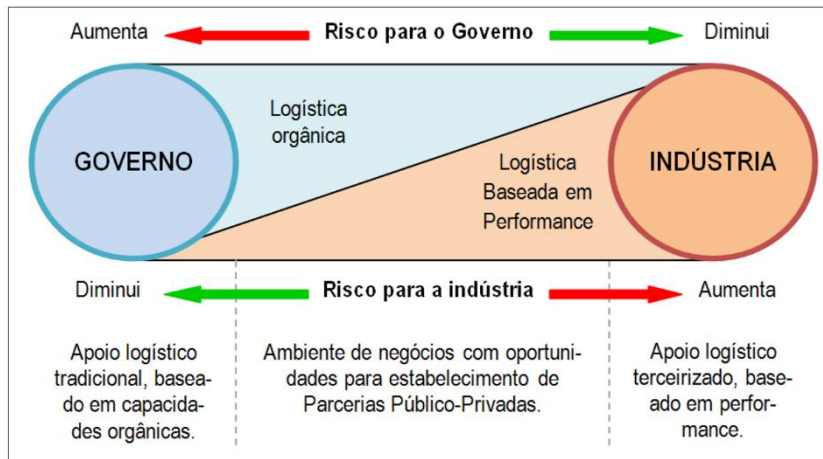 Aumenta
Risco para o Governo
Diminui
Logística
orgânica
GOVERNO
Logística
Baseada em
Performance
INDÚSTRIA
Diminui
Risco para a indústria
Aumenta
Apoio logístico
tradicional, basea-
do em capacida-
des orgânicas.
Ambiente de negócios com oportuni-
dades para estabelecimento de
Parcerias Público-Privadas.
Apoio logístico
terceirizado, base-
ado em perfor-
mance.